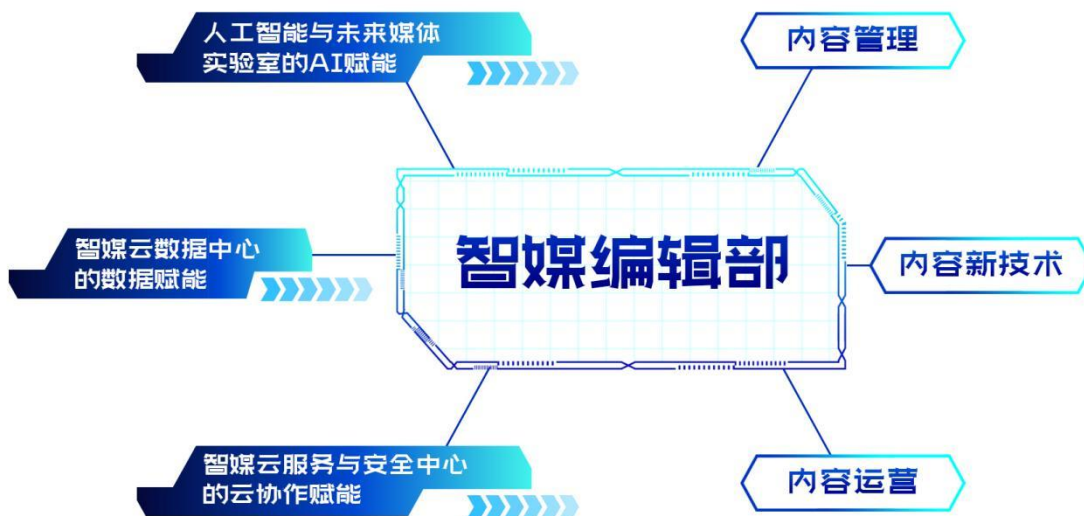 人工智能与未来媒体
实验室的AI赋能
内容管理
智媒云数据中心
的数据赋能
智媒编辑部
内容新技术
智媒云服务与安全中心
的云协作赋能
内容运营